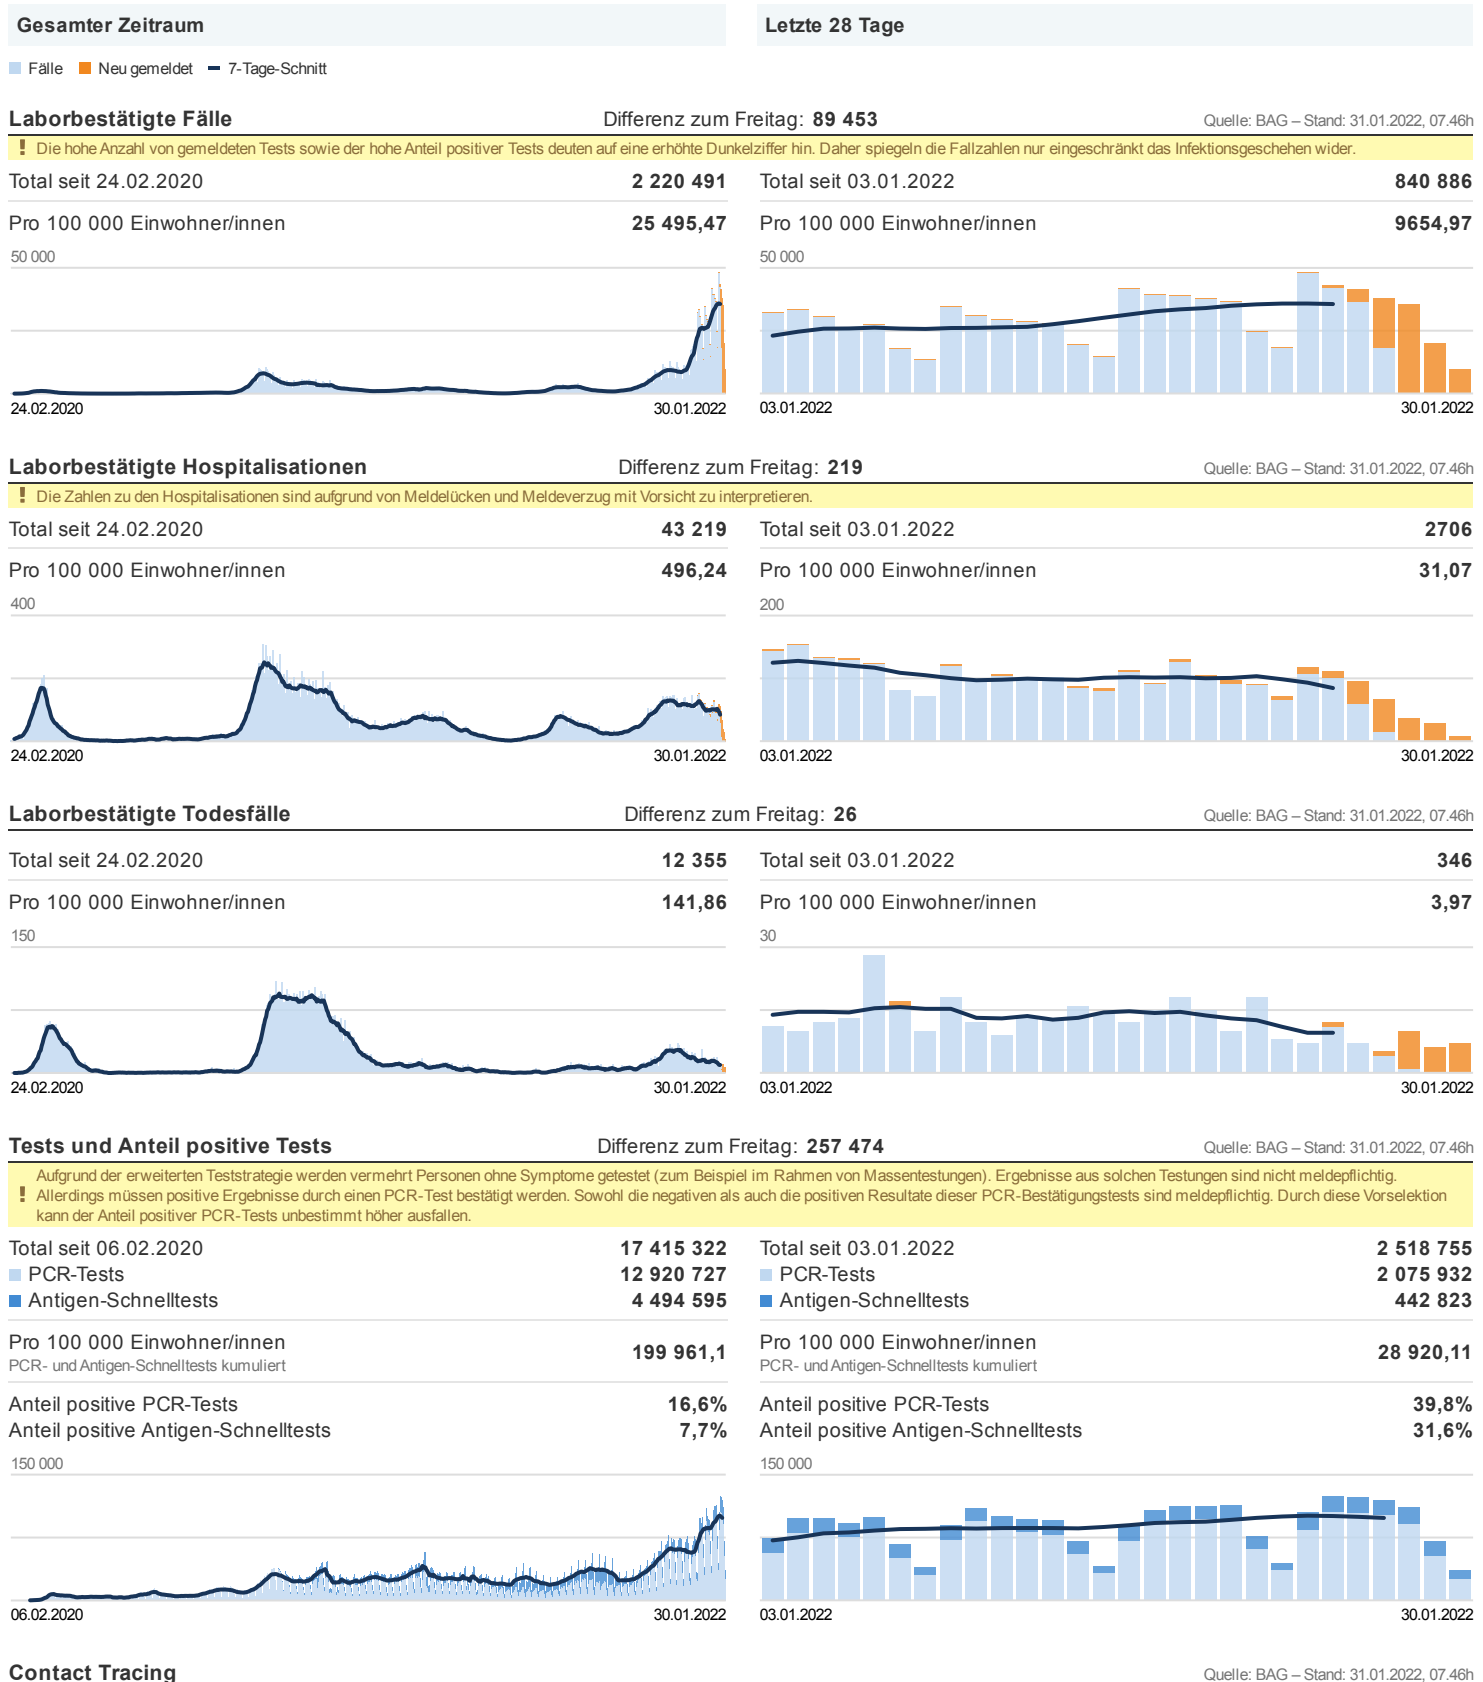 Gesamter Zeitraum
Letzte 28 Tage
Fälle Neu gemeldet 7-Tage-Schnitt
Laborbestätigte Fälle Differenz zum Freitag: 89 453 Quelle: BAG – Stand: 31.01.2022, 07.46h
! Die hohe Anzahl von gemeldeten Tests sowie der hohe Anteil positiver Tests deuten auf eine erhöhte Dunkelziffer hin. Daher spiegeln die Fallzahlen nur eingeschränkt das Infektionsgeschehen wider.
Total seit 24.02.2020 2 220 491
Pro 100 000 Einwohner/innen 25 495,47
50 000
24.02.2020 30.01.2022
Total seit 03.01.2022 840 886
Pro 100 000 Einwohner/innen 9654,97
50 000
03.01.2022 30.01.2022
Laborbestätigte Hospitalisationen Differenz zum Freitag: 219 Quelle: BAG – Stand: 31.01.2022, 07.46h
! Die Zahlen zu den Hospitalisationen sind aufgrund von Meldelücken und Meldeverzug mit Vorsicht zu interpretieren.
Total seit 24.02.2020 43 219
Pro 100 000 Einwohner/innen 496,24
400
24.02.2020 30.01.2022
Total seit 03.01.2022 2706
Pro 100 000 Einwohner/innen 31,07
200
03.01.2022 30.01.2022
Laborbestätigte Todesfälle Differenz zum Freitag: 26 Quelle: BAG – Stand: 31.01.2022, 07.46h
Total seit 24.02.2020 12 355
Pro 100 000 Einwohner/innen 141,86
150
24.02.2020 30.01.2022
Total seit 03.01.2022 346
Pro 100 000 Einwohner/innen 3,97
30
03.01.2022 30.01.2022
Tests und Anteil positive Tests Differenz zum Freitag: 257 474 Quelle: BAG – Stand: 31.01.2022, 07.46h
Aufgrund der erweiterten Teststrategie werden vermehrt Personen ohne Symptome getestet (zum Beispiel im Rahmen von Massentestungen). Ergebnisse aus solchen Testungen sind nicht meldepflichtig.
! Allerdings müssen positive Ergebnisse durch einen PCR-Test bestätigt werden. Sowohl die negativen als auch die positiven Resultate dieser PCR-Bestätigungstests sind meldepflichtig. Durch diese Vorselektion
kann der Anteil positiver PCR-Tests unbestimmt höher ausfallen.
Total seit 06.02.2020 17 415 322
PCR-Tests 12 920 727
Antigen-Schnelltests 4 494 595
Pro 100 000 Einwohner/innen 199 961,1
PCR- und Antigen-Schnelltests kumuliert
Anteil positive PCR-Tests 16,6%
Anteil positive Antigen-Schnelltests 7,7%
150 000
06.02.2020 30.01.2022
Total seit 03.01.2022 2 518 755
PCR-Tests 2 075 932
Antigen-Schnelltests 442 823
Pro 100 000 Einwohner/innen 28 920,11
PCR- und Antigen-Schnelltests kumuliert
Anteil positive PCR-Tests 39,8%
Anteil positive Antigen-Schnelltests 31,6%
150 000
03.01.2022 30.01.2022
Contact Tracing Quelle: BAG – Stand: 31.01.2022, 07.46h